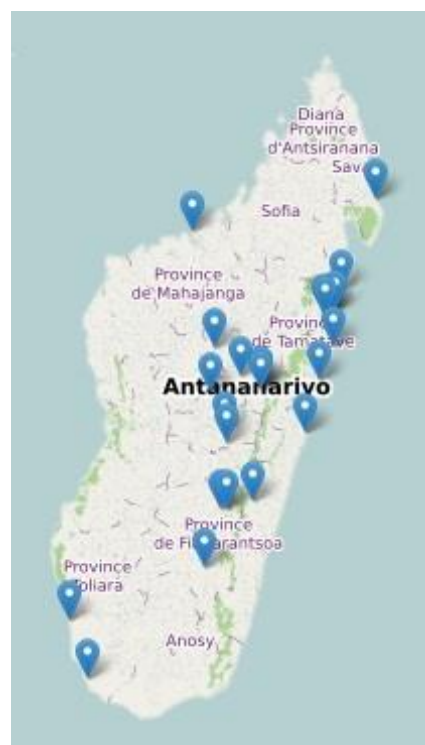 Diana
Province
d'Antsiranana
Sava
Sofia
Province
de Mahajanga
Province
de Tamatave
Antananarivo
Province
de Fianarantsoa
Province
Toliara
Anosy